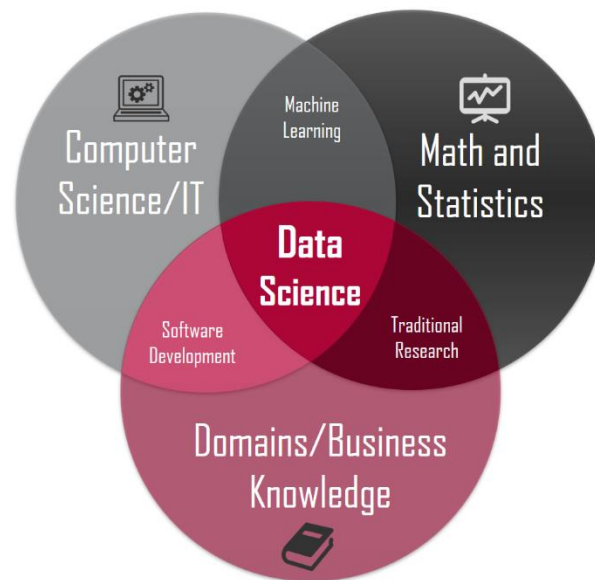 Computer
Science/IT
Machine
Learning
Math and
Statistics
Data
Science
Software
Development
Traditional
Research
Domains/Business
Knowledge